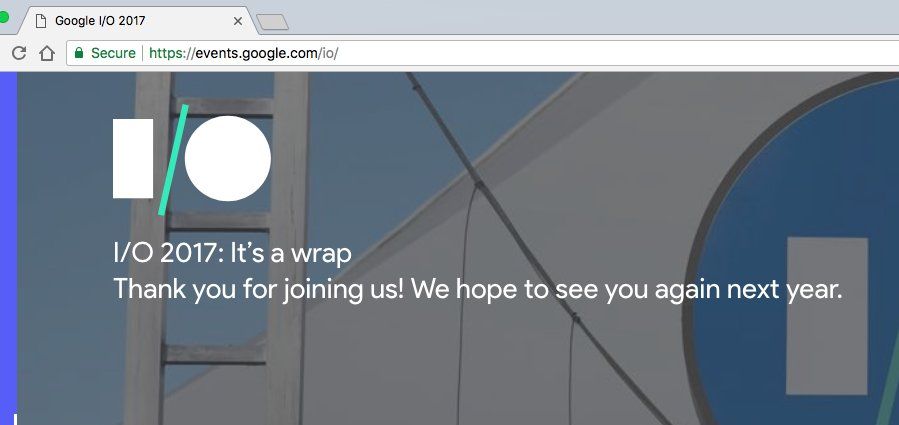 Google I/O 2017
Secure https://events.google.com/io/
I/O
I/O 2017: It’s a wrap
Thank you for joining us! We hope to see you again next year.